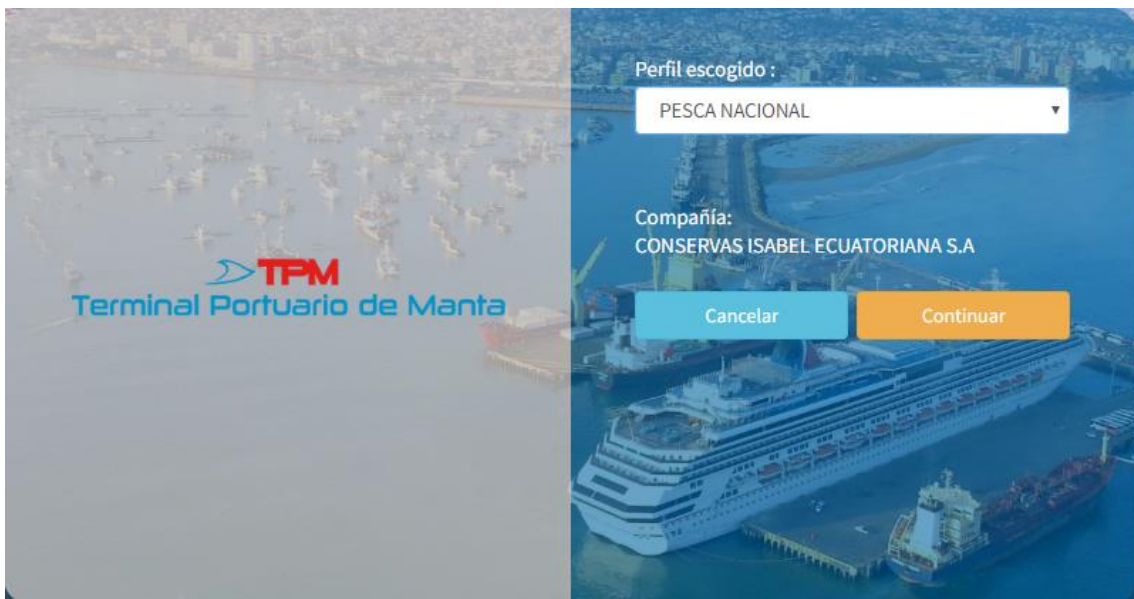 TPM
Terminal Portuario de Manta
Perfil escogido :
PESCA NACIONAL
Compañía:
CONSERVAS ISABEL ECUATORIANA S.A
Cancelar
Continuar